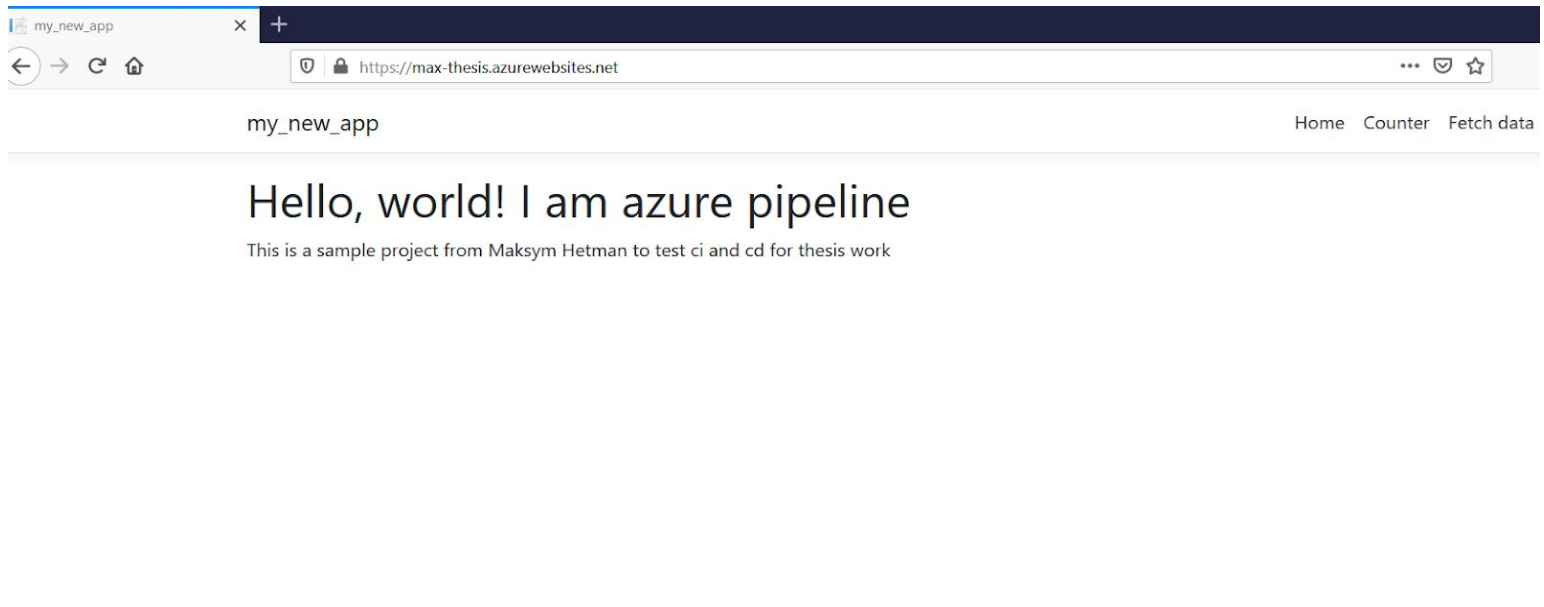 my_new_app
https://max-thesis.azurewebsites.net
my_new_app
Home Counter Fetch data
Hello, world! I am azure pipeline
This is a sample project from Maksym Hetman to test ci and cd for thesis work